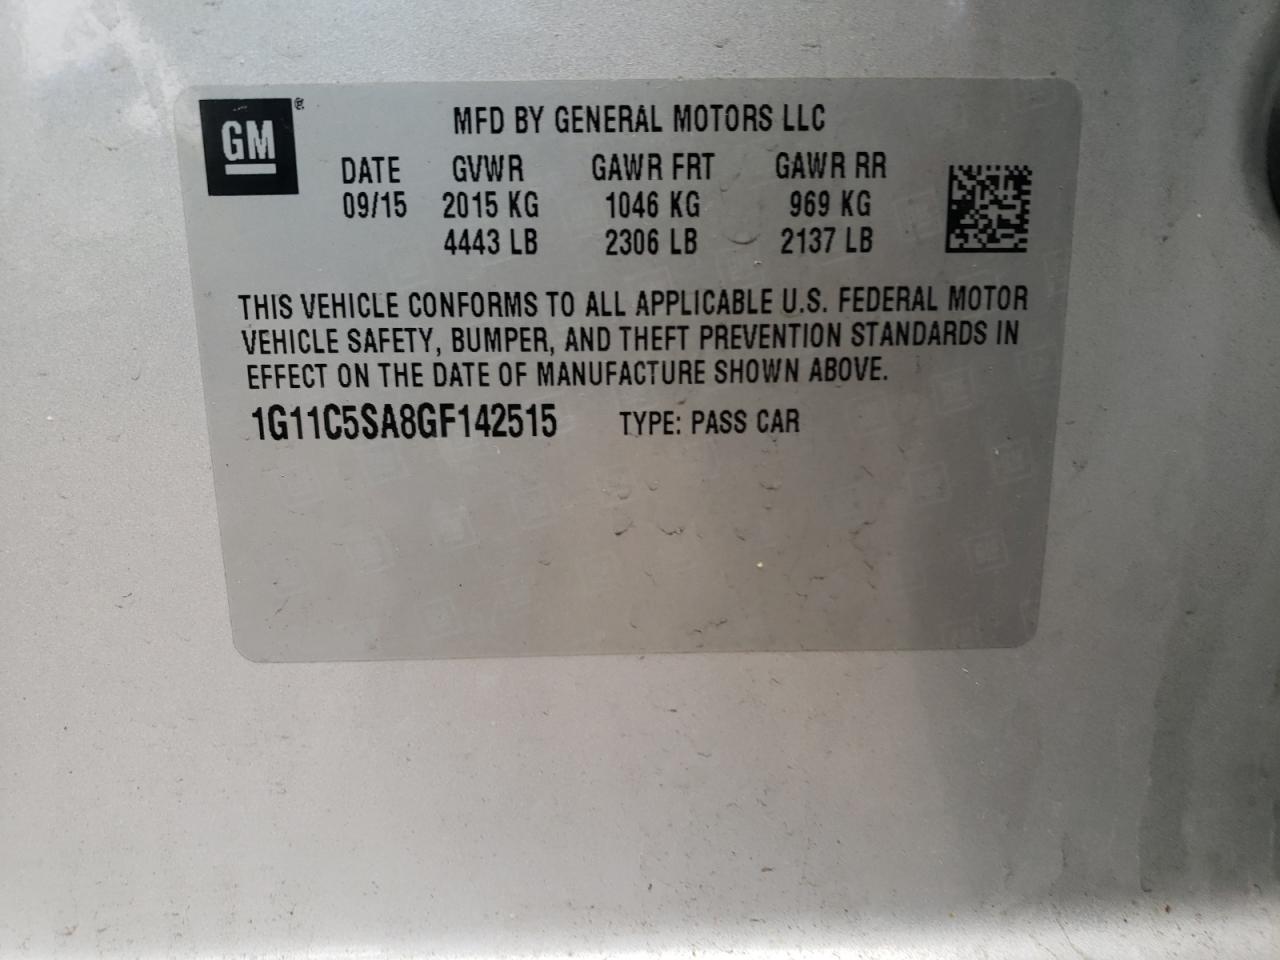 GM ®
MFD BY GENERAL MOTORS LLC
DATE GVWR GAWR FRT GAWR RR
09/15 2015 KG 1046 KG 969 KG
4443 LB 2306 LB 2137 LB
THIS VEHICLE CONFORMS TO ALL APPLICABLE U.S. FEDERAL MOTOR
VEHICLE SAFETY, BUMPER, AND THEFT PREVENTION STANDARDS IN
EFFECT ON THE DATE OF MANUFACTURE SHOWN ABOVE.
1G11C5SA8GF142515 TYPE: PASS CAR